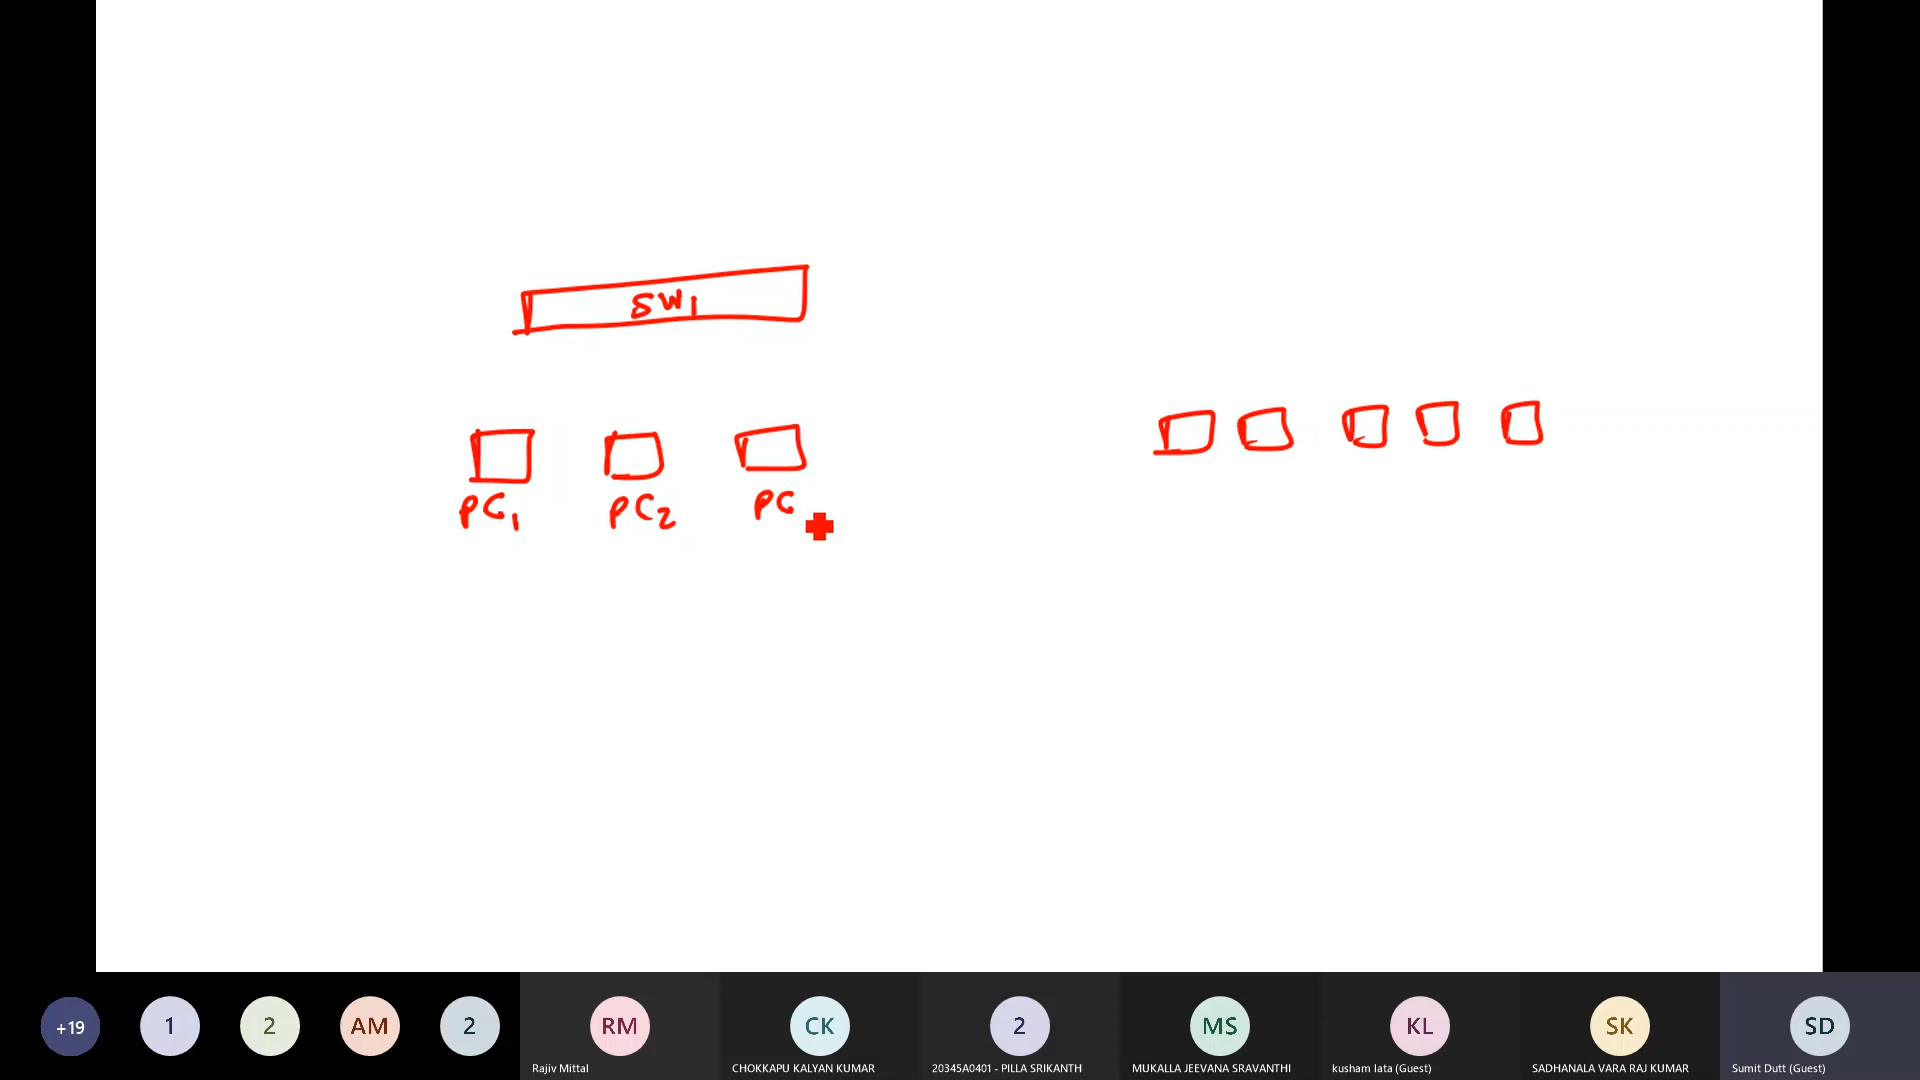 SW1
PC1 PC2 PC
+19 1 2 AM 2 RM CK 2 MS KL SK SD
Rajiv Mittal CHOKKAPU KALYAN KUMAR 20345A0401 - PILLA SRIKANTH MUKALLA JEEVANA SRAVANTHI kusham lata (Guest) SADHANALA VARA RAJ KUMAR Sumit Dutt (Guest)